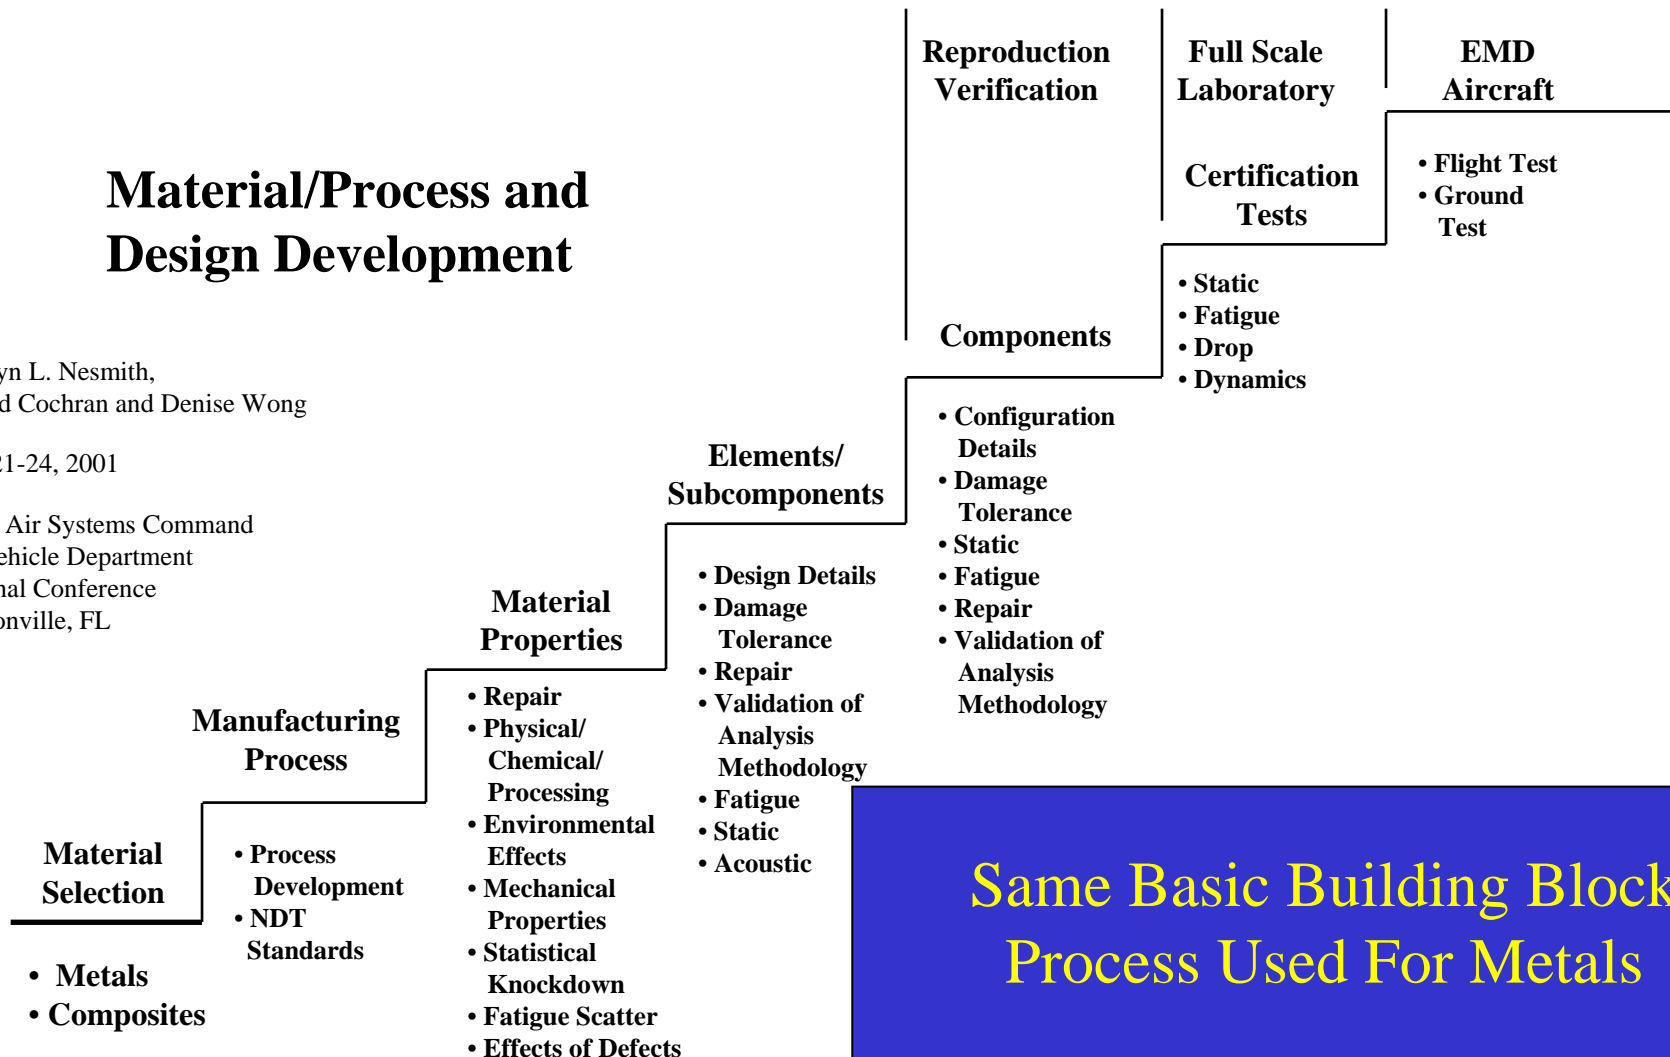 Material/Process and
Design Development
yn L. Nesmith,
d Cochran and Denise Wong
21-24, 2001
Air Systems Command
ehicle Department
nal Conference
onville, FL
Material
Selection
• Metals
• Composites
Manufacturing
Process
• Process
Development
• NDT
Standards
Material
Properties
• Repair
• Physical/
Chemical/
Processing
• Environmental
Effects
• Mechanical
Properties
• Statistical
Knockdown
• Fatigue Scatter
• Effects of Defects
Elements/
Subcomponents
• Design Details
• Damage
Tolerance
• Repair
• Validation of
Analysis
Methodology
• Fatigue
• Static
• Acoustic
Reproduction
Verification
Components
• Configuration
Details
• Damage
Tolerance
• Static
• Fatigue
• Repair
• Validation of
Analysis
Methodology
Full Scale
Laboratory
Certification
Tests
• Static
• Fatigue
• Drop
• Dynamics
EMD
Aircraft
• Flight Test
• Ground
Test
Same Basic Building Block
Process Used For Metals